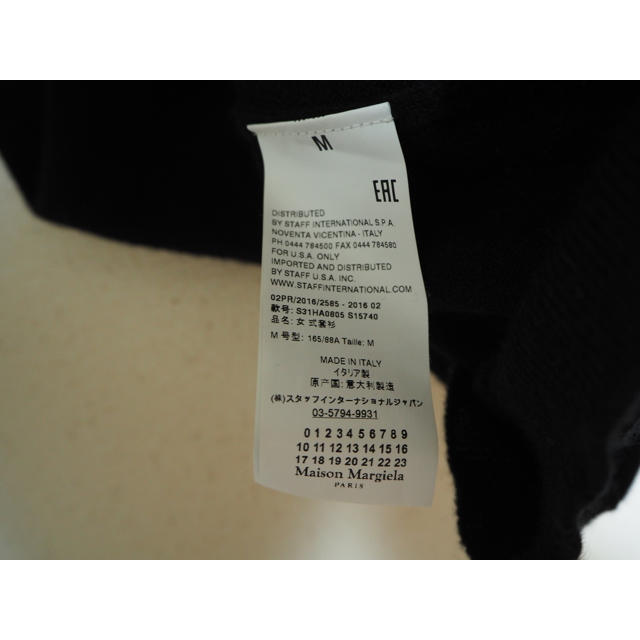 M
EAC
DISTRIBUTED
BY STAFF INTERNATIONAL S.P.A.
NOVENTA VICENTINA - ITALY
PH 0444 784500 FAX 0444 784580
FOR U.S.A. ONLY
IMPORTED AND DISTRIBUTED
BY STAFF U.S.A. INC.
WWW.STAFFINTERNATIONAL.COM
02PR/2016/2585 - 2016 02
款号: S31HA0805 S15740
品名: 女 式套衫
M 号型: 165/88A Taille: M
MADE IN ITALY
イタリア製
原产国: 意大利製造
(株)スタッフインターナショナルジャパン
03-5794-9931
0 1 2 3 4 5 6 7 8 9
10 11 12 13 14 15 16
17 18 19 20 21 22 23
Maison Margiela
PARIS